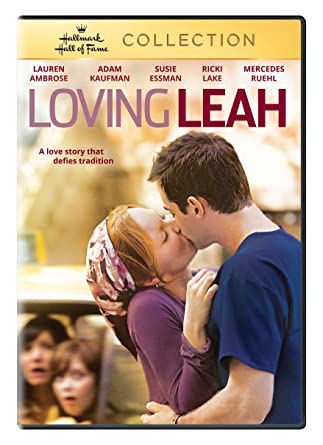 Hallmark
Hall of Fame
COLLECTION
LAUREN
AMBROSE
ADAM
KAUFMAN
SUSIE
ESSMAN
RICKI
LAKE
MERCEDES
RUEHL
LOVING LEAH
A love story that
defies tradition